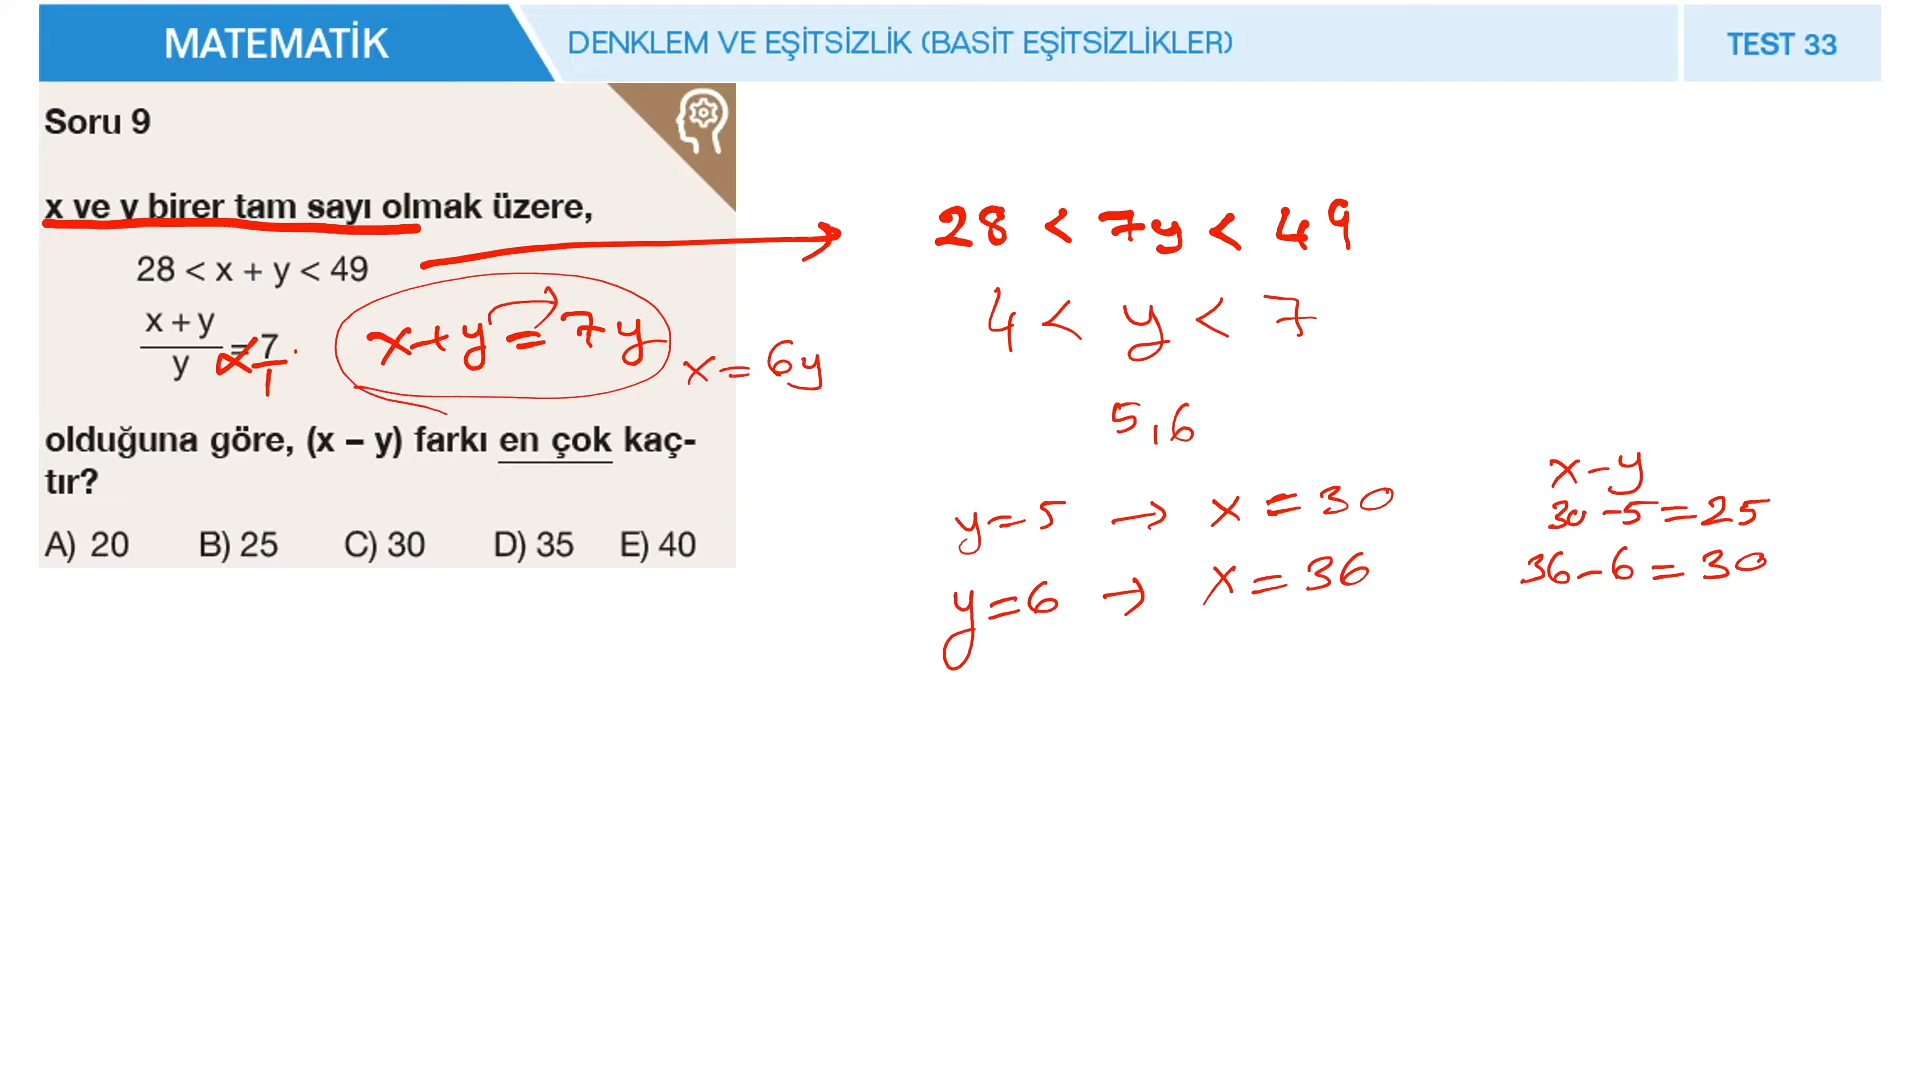 MATEMATİK
DENKLEM VE EŞİTSİZLİK (BASİT EŞİTSİZLİKLER)
TEST 33
Soru 9
x ve y birer tam sayı olmak üzere,
28 < x + y < 49
x + y
y
= 7
1
x+y = 7y
x = 6y
olduğuna göre, (x – y) farkı en çok kaç-
tır?
A) 20 B) 25 C) 30 D) 35 E) 40
28 < 7y < 49
4 < y < 7
5,6
y=5 → x = 30
y=6 → x = 36
x-y
30-5=25
36-6=30